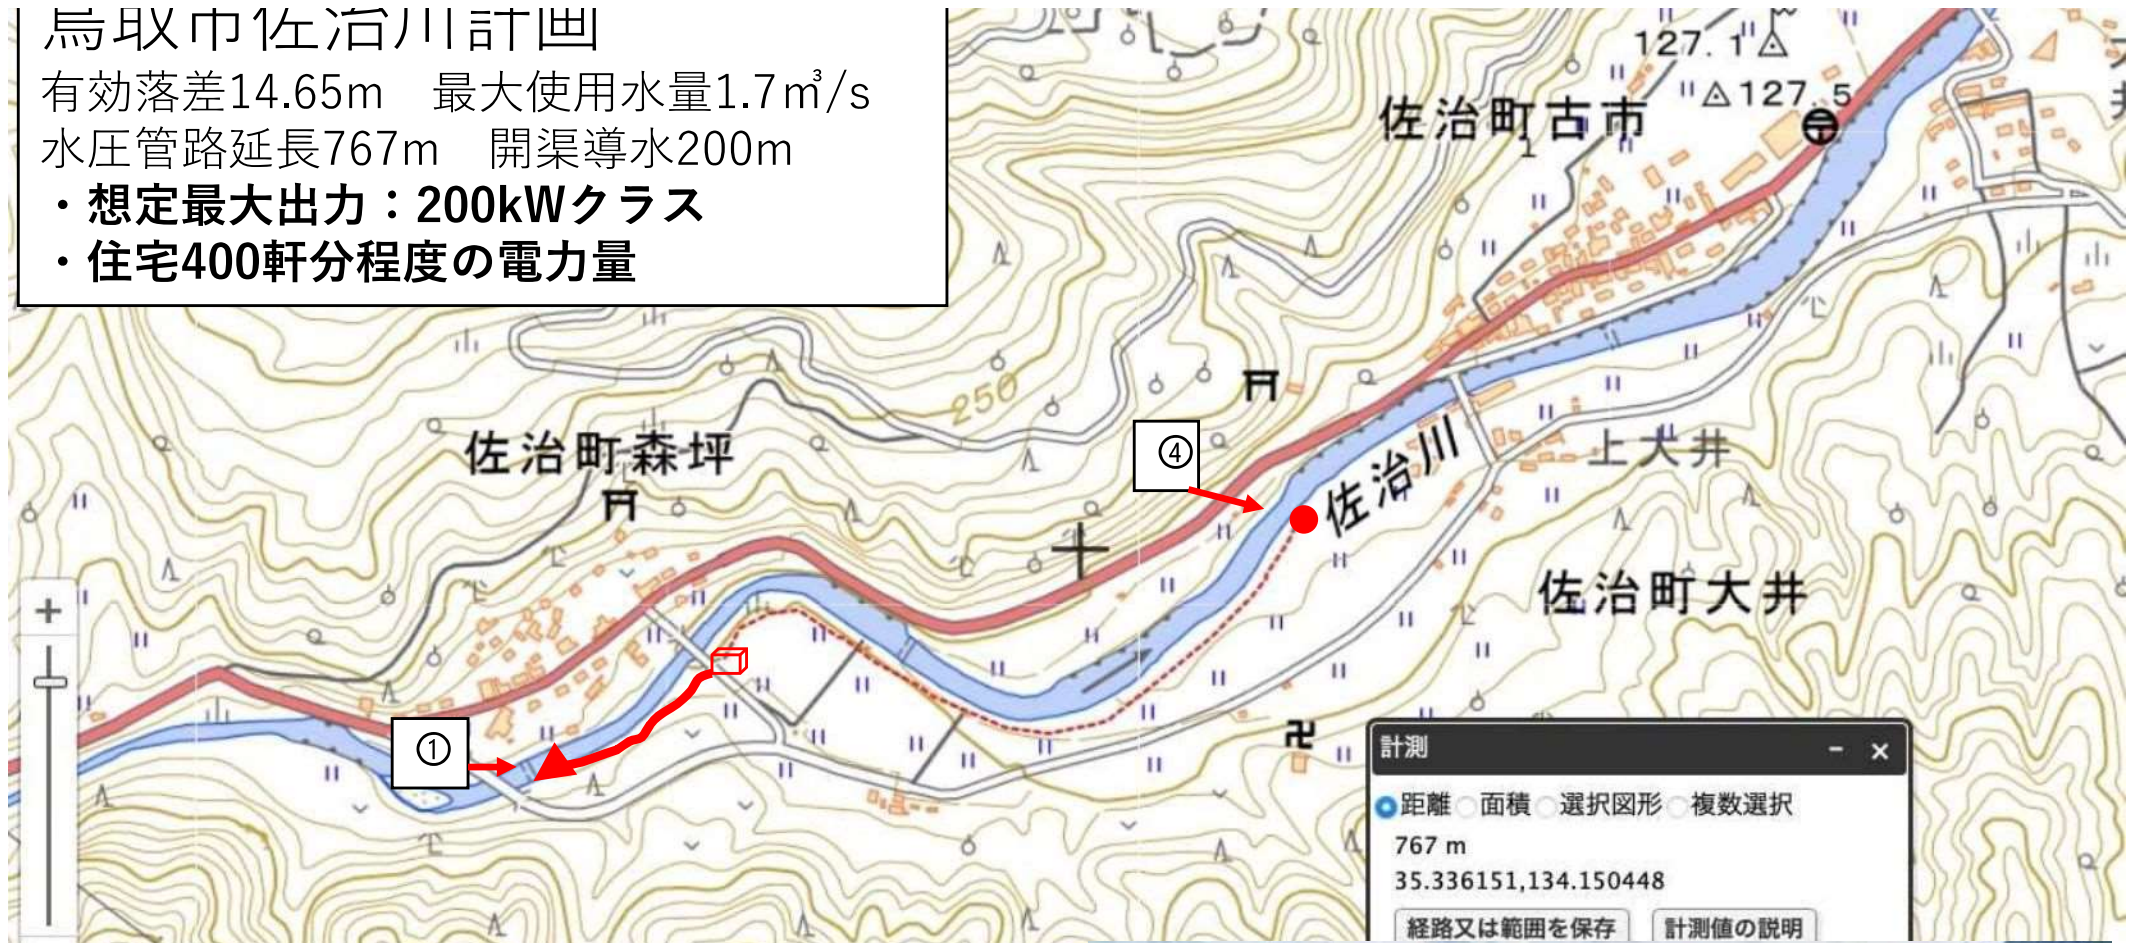 鳥取市佐治川計画
有効落差14.65m　最大使用水量1.7㎥/s
水圧管路延長767m　開渠導水200m
・想定最大出力：200kWクラス
・住宅400軒分程度の電力量
127.1
127.5
佐治町古市
250
佐治町森坪
④
佐治川
上大井
佐治町大井
①
計測
距離 面積 選択図形 複数選択
767 m
35.336151,134.150448
経路又は範囲を保存 計測値の説明